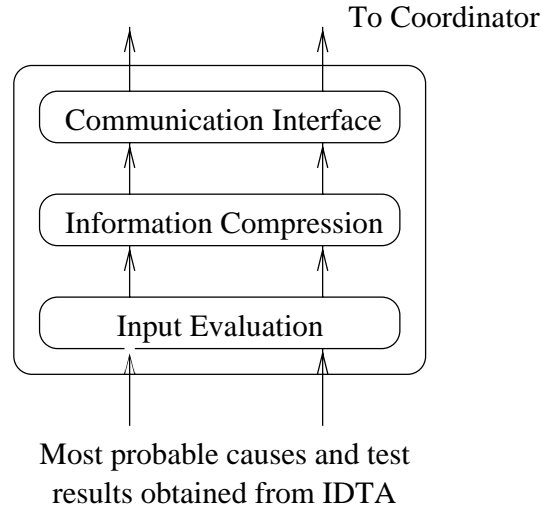 To Coordinator
Communication Interface
Information Compression
Input Evaluation
Most probable causes and test
results obtained from IDTA